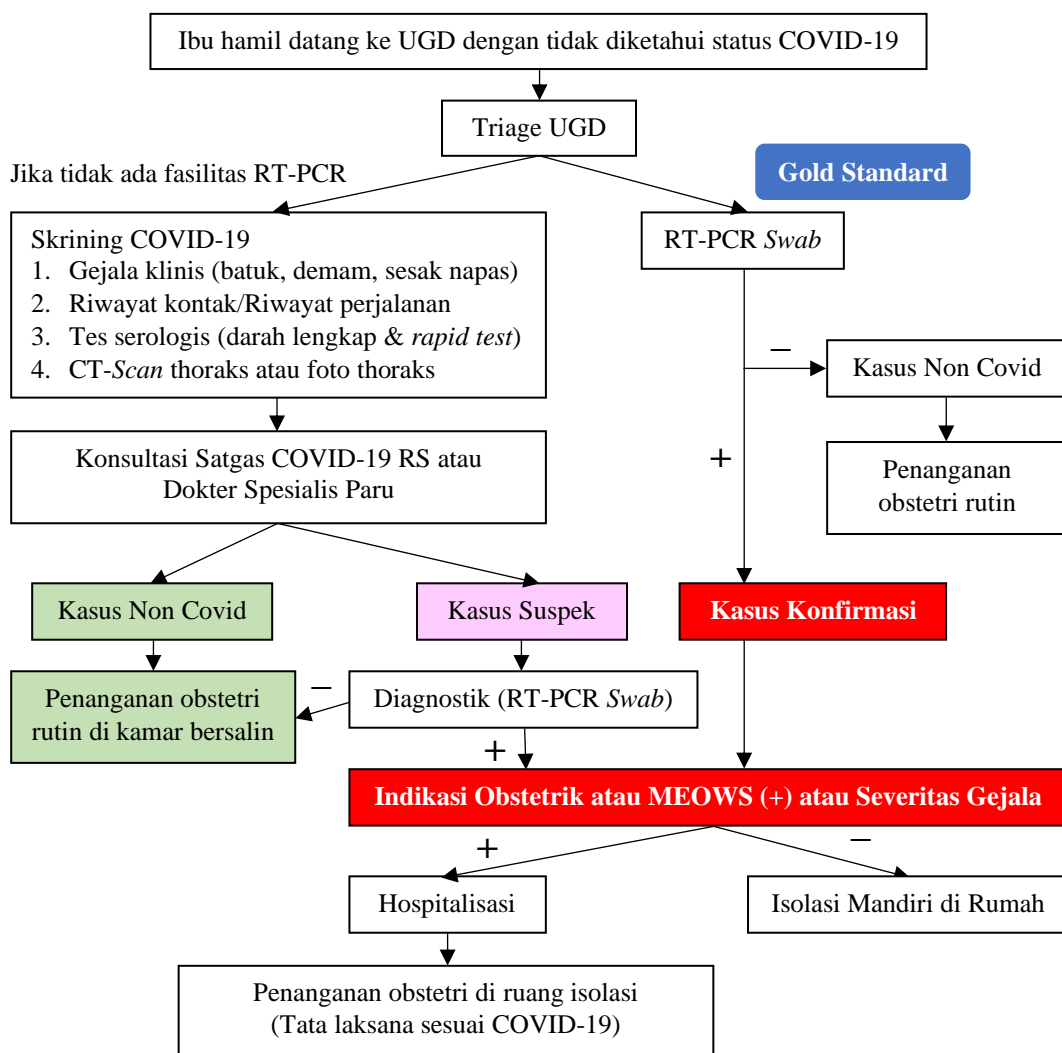 Ibu hamil datang ke UGD dengan tidak diketahui status COVID-19
Triage UGD
Jika tidak ada fasilitas RT-PCR
Gold Standard
Skrining COVID-19
1. Gejala klinis (batuk, demam, sesak napas)
2. Riwayat kontak/Riwayat perjalanan
3. Tes serologis (darah lengkap & rapid test)
4. CT-Scan thoraks atau foto thoraks
RT-PCR Swab
–
Kasus Non Covid
+
Penanganan
obstetri rutin
Konsultasi Satgas COVID-19 RS atau
Dokter Spesialis Paru
Kasus Non Covid
Kasus Suspek
Kasus Konfirmasi
Penanganan obstetri
rutin di kamar bersalin
–
Diagnostik (RT-PCR Swab)
+
Indikasi Obstetrik atau MEOWS (+) atau Severitas Gejala
+
–
Hospitalisasi
Isolasi Mandiri di Rumah
Penanganan obstetri di ruang isolasi
(Tata laksana sesuai COVID-19)